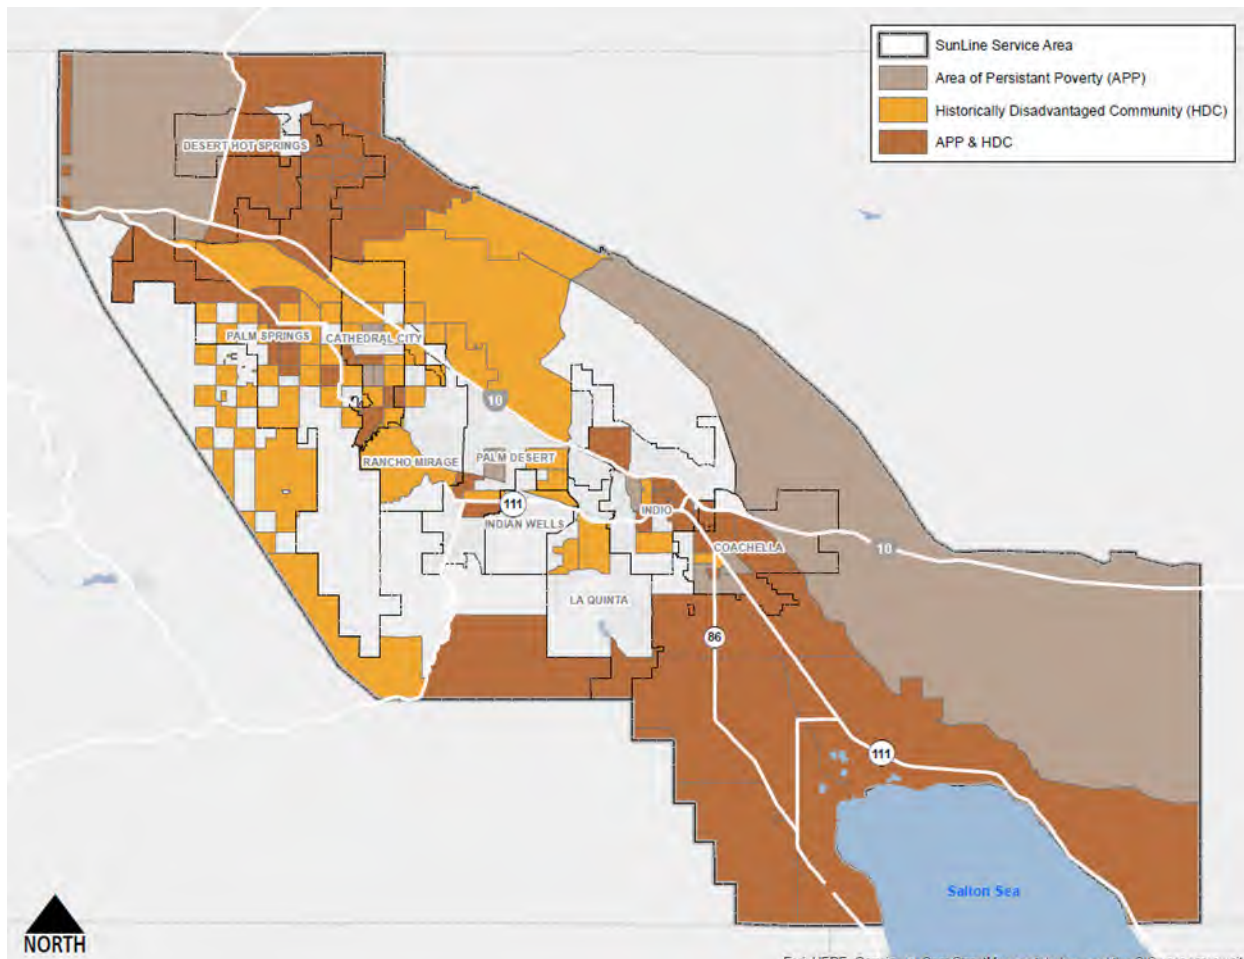 SunLine Service Area
Area of Persistant Poverty (APP)
Historically Disadvantaged Community (HDC)
APP & HDC
DESERT HOT SPRINGS
PALM SPRINGS
CATHEDRAL CITY
10
RANCHO MIRAGE
PALM DESERT
111
INDIAN WELLS
INDIO
COACHELLA
10
LA QUINTA
86
111
Salton Sea
NORTH